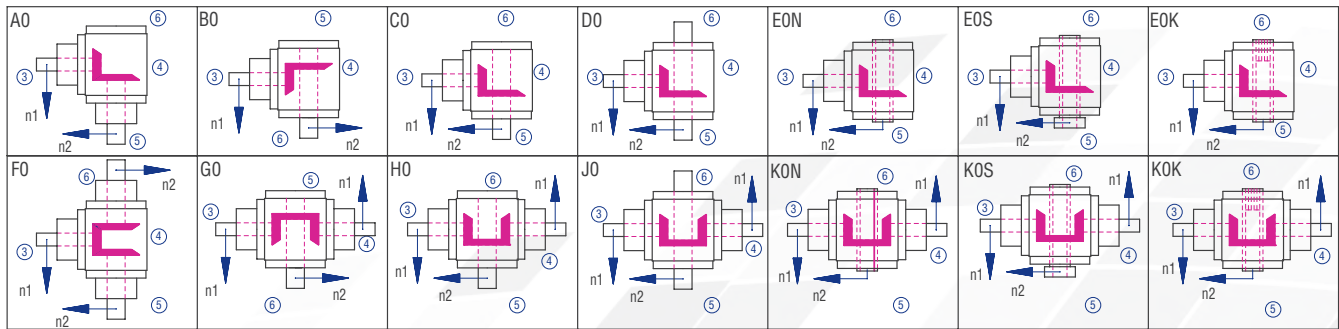 A0 6 3 4 n1 n2 5
B0 5 3 4 n1 6 n2
C0 6 3 4 n1 n2 5
D0 6 3 4 n1 n2 5
E0N 6 3 4 n1 n2 5
E0S 6 3 4 n1 n2 5
E0K 6 3 4 n1 n2 5
F0 6 n2 3 4 n1 n2 5
G0 5 n1 3 4 n1 n2 6
H0 6 n1 3 4 n1 n2 5
J0 6 n1 3 4 n1 n2 5
K0N 6 n1 3 4 n1 n2 5
K0S 6 n1 3 4 n1 n2 5
K0K 6 n1 3 4 n1 n2 5